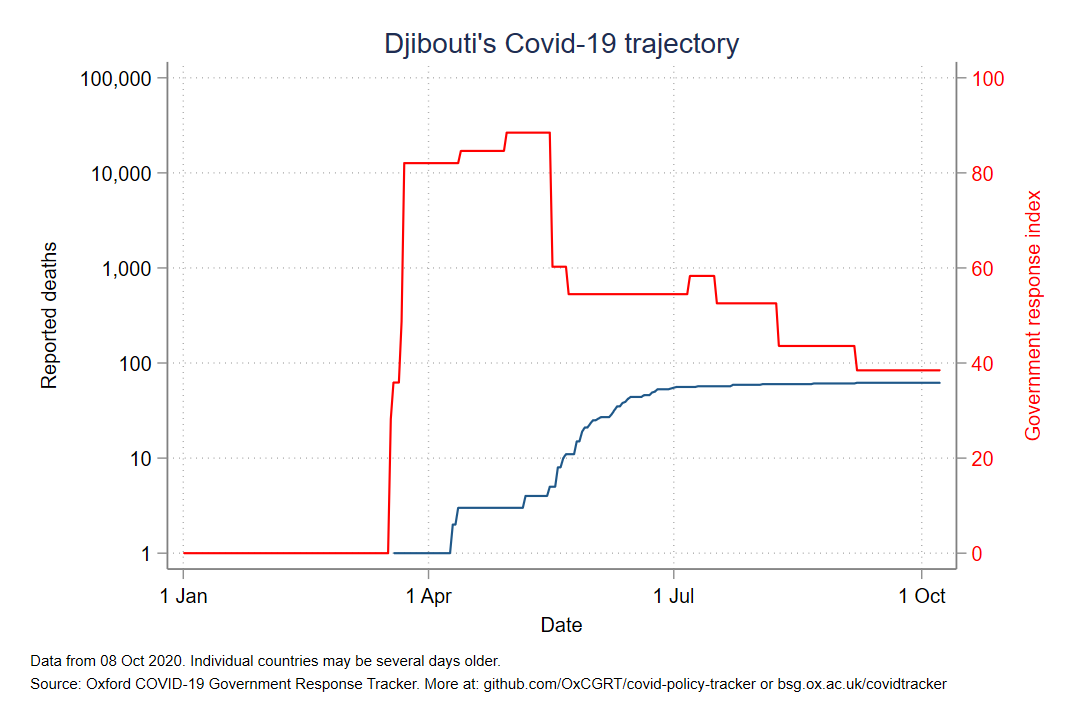 Djibouti's Covid-19 trajectory
100,000
10,000
1,000
100
10
1
Reported deaths
100
80
60
40
20
0
Government response index
1 Jan
1 Apr
1 Jul
1 Oct
Date
Data from 08 Oct 2020. Individual countries may be several days older.
Source: Oxford COVID-19 Government Response Tracker. More at: github.com/OxCGRT/covid-policy-tracker or bsg.ox.ac.uk/covidtracker